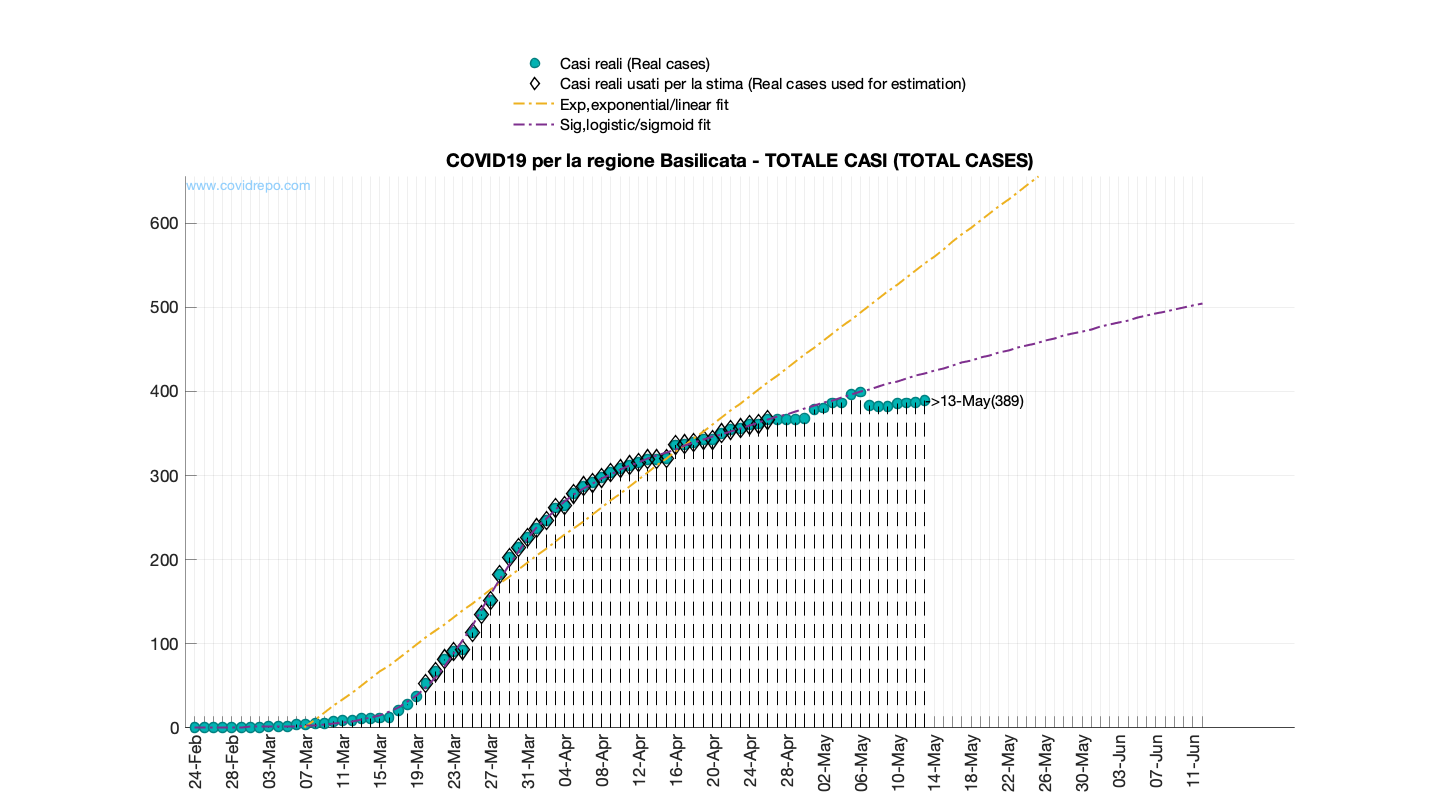 Casi reali (Real cases)
Casi reali usati per la stima (Real cases used for estimation)
Exp,exponential/linear fit
Sig,logistic/sigmoid fit
COVID19 per la regione Basilicata - TOTALE CASI (TOTAL CASES)
www.covidrepo.com
600
500
400
300
200
100
0
->13-May(389)
24-Feb
28-Feb
03-Mar
07-Mar
11-Mar
15-Mar
19-Mar
23-Mar
27-Mar
31-Mar
04-Apr
08-Apr
12-Apr
16-Apr
20-Apr
24-Apr
28-Apr
02-May
06-May
10-May
14-May
18-May
22-May
26-May
30-May
03-Jun
07-Jun
11-Jun